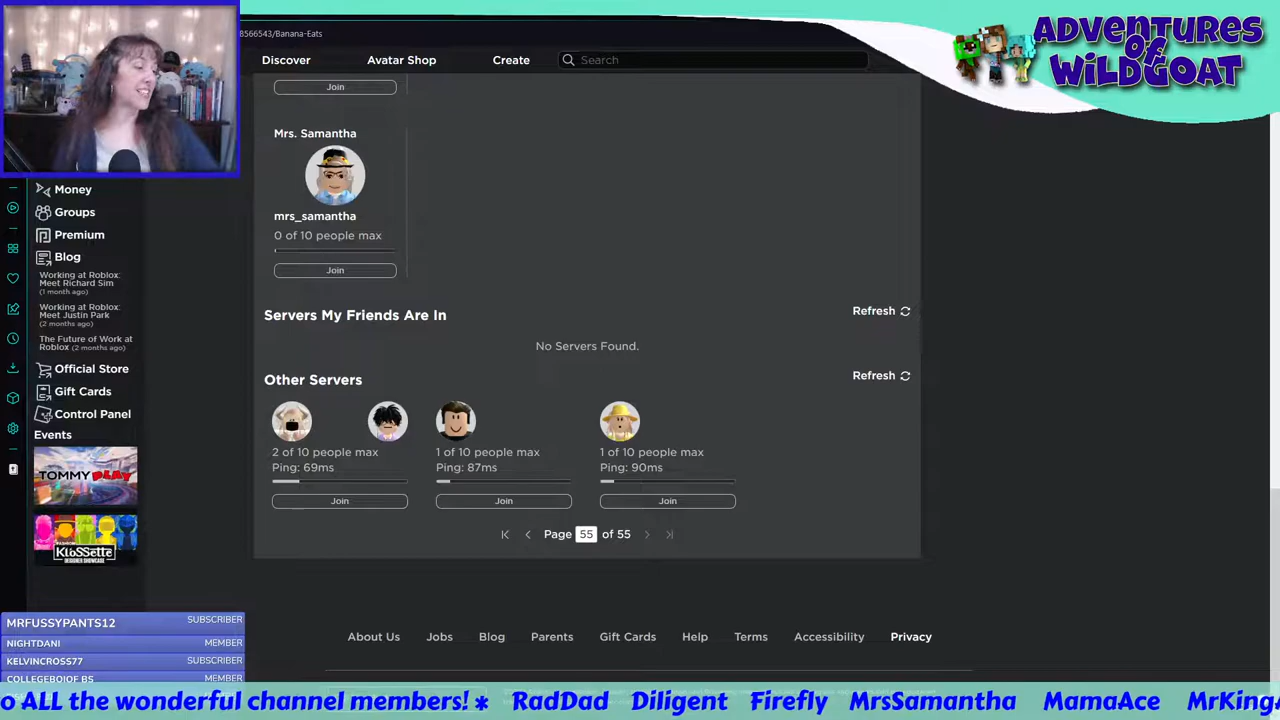 8566543/Banana-Eats
ADVENTURES
OF
WILDGOAT
Discover
Avatar Shop
Create
Search
Join
Mrs. Samantha
mrs_samantha
0 of 10 people max
Join
Money
Groups
Premium
Blog
Working at Roblox:
Meet Richard Sim
(1 month ago)
Working at Roblox:
Meet Justin Park
(2 months ago)
The Future of Work at
Roblox (2 months ago)
Official Store
Gift Cards
Control Panel
Events
TOMMY PLAY
FASHION
KLOSSETTE
DESIGNER SHOWCASE
Servers My Friends Are In
Refresh
No Servers Found.
Other Servers
Refresh
2 of 10 people max
Ping: 69ms
Join
1 of 10 people max
Ping: 87ms
Join
1 of 10 people max
Ping: 90ms
Join
Page 55 of 55
MRFUSSYPANTS12 SUBSCRIBER
NIGHTDANI MEMBER
KELVINCROSS77 SUBSCRIBER
COLLEGEBOIOF BS MEMBER
About Us
Jobs
Blog
Parents
Gift Cards
Help
Terms
Accessibility
Privacy
o ALL the wonderful channel members! * RadDad Diligent Firefly MrsSamantha MamaAce MrKing